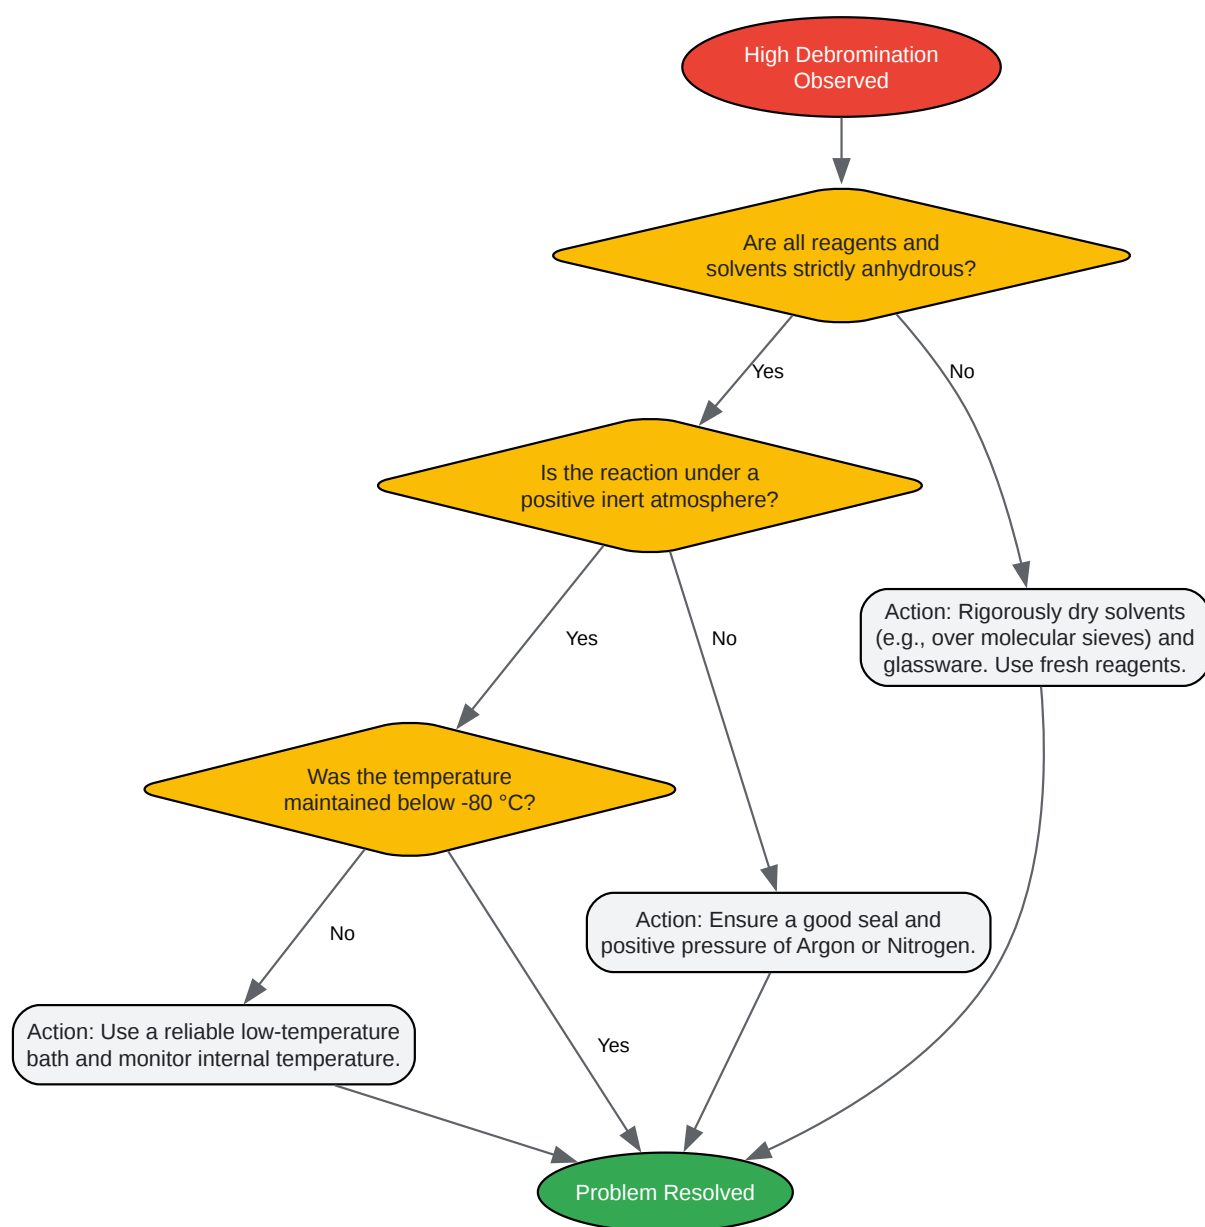 High Debromination
Observed
Are all reagents and
solvents strictly anhydrous?
Yes
No
Is the reaction under a
positive inert atmosphere?
Action: Rigorously dry solvents
(e.g., over molecular sieves) and
glassware. Use fresh reagents.
Yes
No
Was the temperature
maintained below -80 °C?
Action: Ensure a good seal and
positive pressure of Argon or Nitrogen.
No
Yes
Action: Use a reliable low-temperature
bath and monitor internal temperature.
Problem Resolved